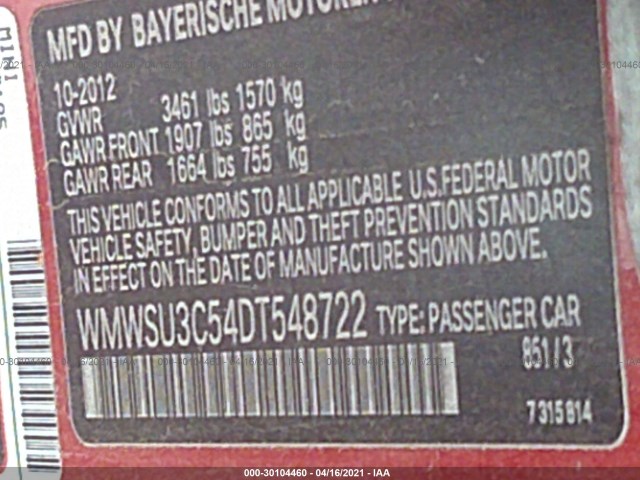 MFD BY BAYERISCHE MOTOREN
10-2012
GVWR 3461 lbs 1570 kg
GAWR FRONT 1907 lbs 865 kg
GAWR REAR 1664 lbs 755 kg
THIS VEHICLE CONFORMS TO ALL APPLICABLE U.S.FEDERAL MOTOR
VEHICLE SAFETY, BUMPER AND THEFT PREVENTION STANDARDS
IN EFFECT ON THE DATE OF MANUFACTURE SHOWN ABOVE.
WMWSU3C54DT548722 TYPE: PASSENGER CAR
851/3
7315814
MINI
000-30104460 - 04/16/2021 - IAA